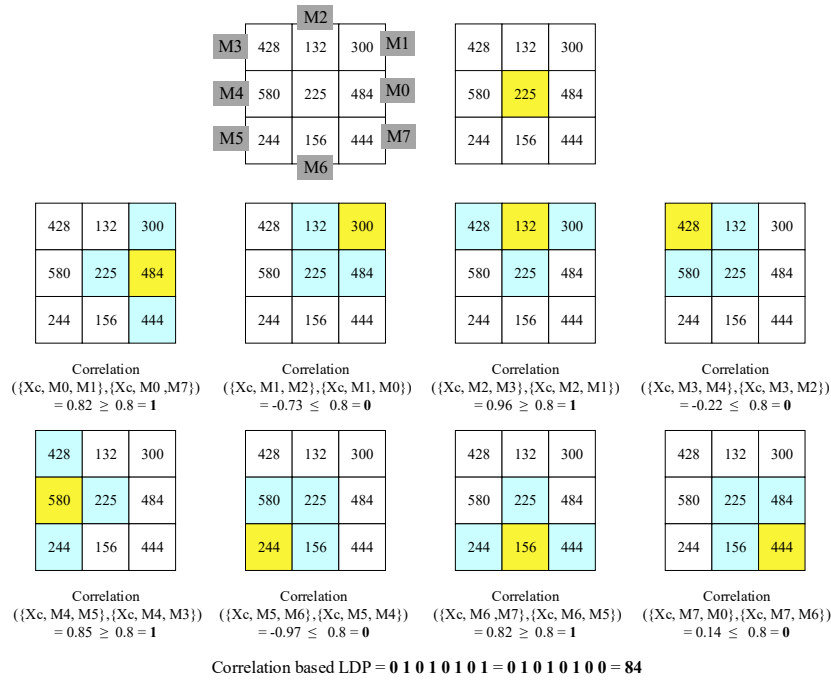 M2
M3 428 132 300 M1 428 132 300
M4 580 225 484 M0 580 225 484
M5 244 156 444 M7 244 156 444
M6
428 132 300 428 132 300 428 132 300 428 132 300
580 225 484 580 225 484 580 225 484 580 225 484
244 156 444 244 156 444 244 156 444 244 156 444
Correlation Correlation Correlation Correlation
({Xc, M0, M1},{Xc, M0 ,M7}) ({Xc, M1, M2},{Xc, M1, M0}) ({Xc, M2, M3},{Xc, M2, M1}) ({Xc, M3, M4},{Xc, M3, M2})
= 0.82 ≥ 0.8 = 1 = -0.73 ≤ 0.8 = 0 = 0.96 ≥ 0.8 = 1 = -0.22 ≤ 0.8 = 0
428 132 300 428 132 300 428 132 300 428 132 300
580 225 484 580 225 484 580 225 484 580 225 484
244 156 444 244 156 444 244 156 444 244 156 444
Correlation Correlation Correlation Correlation
({Xc, M4, M5},{Xc, M4, M3}) ({Xc, M5, M6},{Xc, M5, M4}) ({Xc, M6 ,M7},{Xc, M6, M5}) ({Xc, M7, M0},{Xc, M7, M6})
= 0.85 ≥ 0.8 = 1 = -0.97 ≤ 0.8 = 0 = 0.82 ≥ 0.8 = 1 = 0.14 ≤ 0.8 = 0
Correlation based LDP = 0 1 0 1 0 1 0 1 = 0 1 0 1 0 1 0 0 = 84